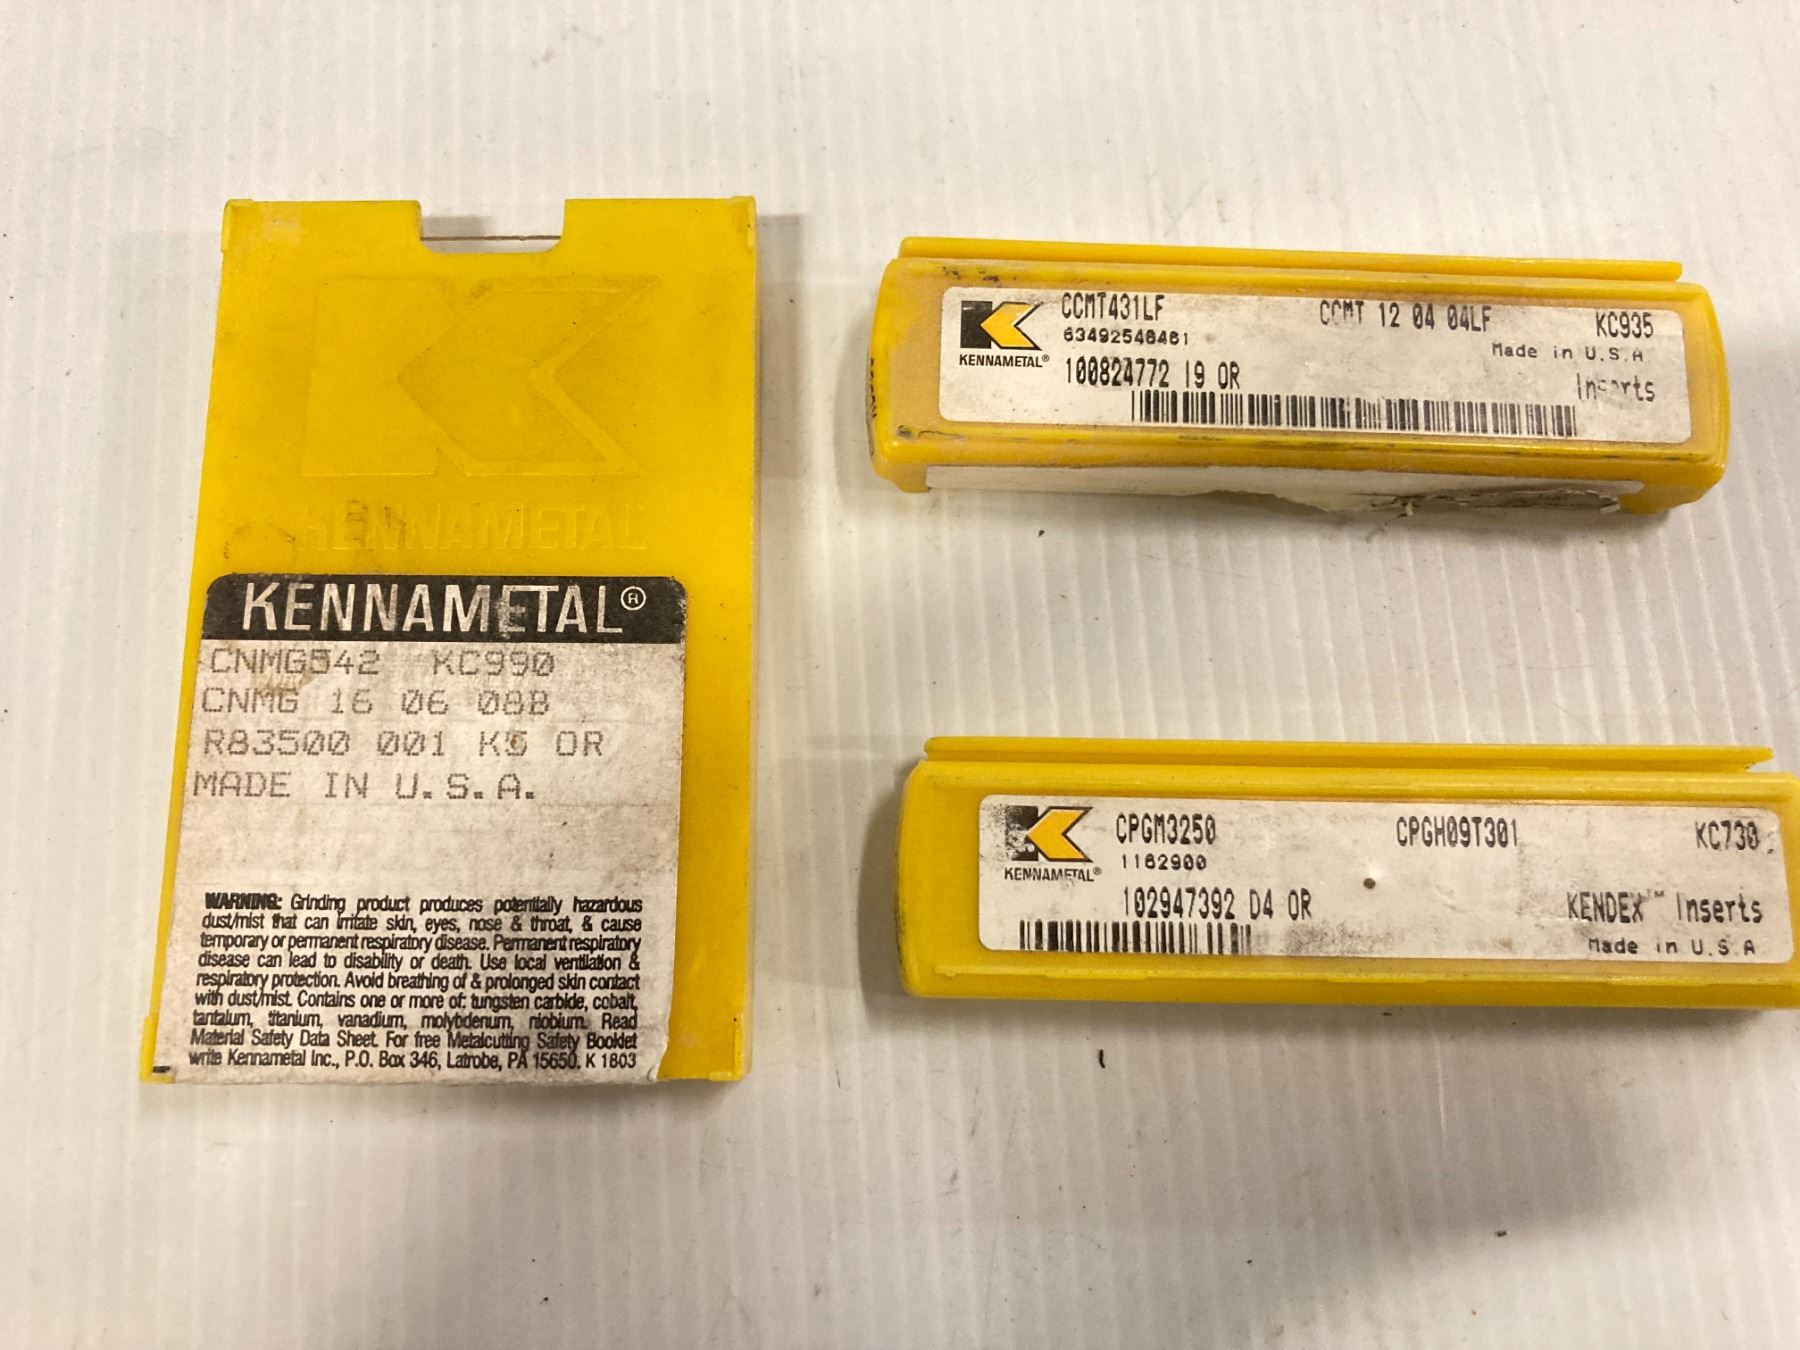 KENNAMETAL
KENNAMETAL®
CNMG542 KC990
CNMG 16 06 08B
R83500 001 K5 OR
MADE IN U.S.A.
WARNING: Grinding product produces potentially hazardous
dust/mist that can irritate skin, eyes, nose & throat, & cause
temporary or permanent respiratory disease. Permanent respiratory
disease can lead to disability or death. Use local ventilation &
respiratory protection. Avoid breathing of & prolonged skin contact
with dust/mist. Contains one or more of: tungsten carbide, cobalt,
tantalum, titanium, vanadium, molybdenum, niobium. Read
Material Safety Data Sheet. For free Metalcutting Safety Booklet
write Kennametal Inc., P.O. Box 346, Latrobe, PA 15650. K 1803
CCMT431LF CCMT 12 04 04LF KC935
63492548461
Made in U.S.A
KENNAMETAL®
100824772 I9 OR
Inserts
CPGM3250 CPGH09T301 KC730
1162900
KENNAMETAL®
102947392 D4 OR KENDEX™ Inserts
Made in U.S.A